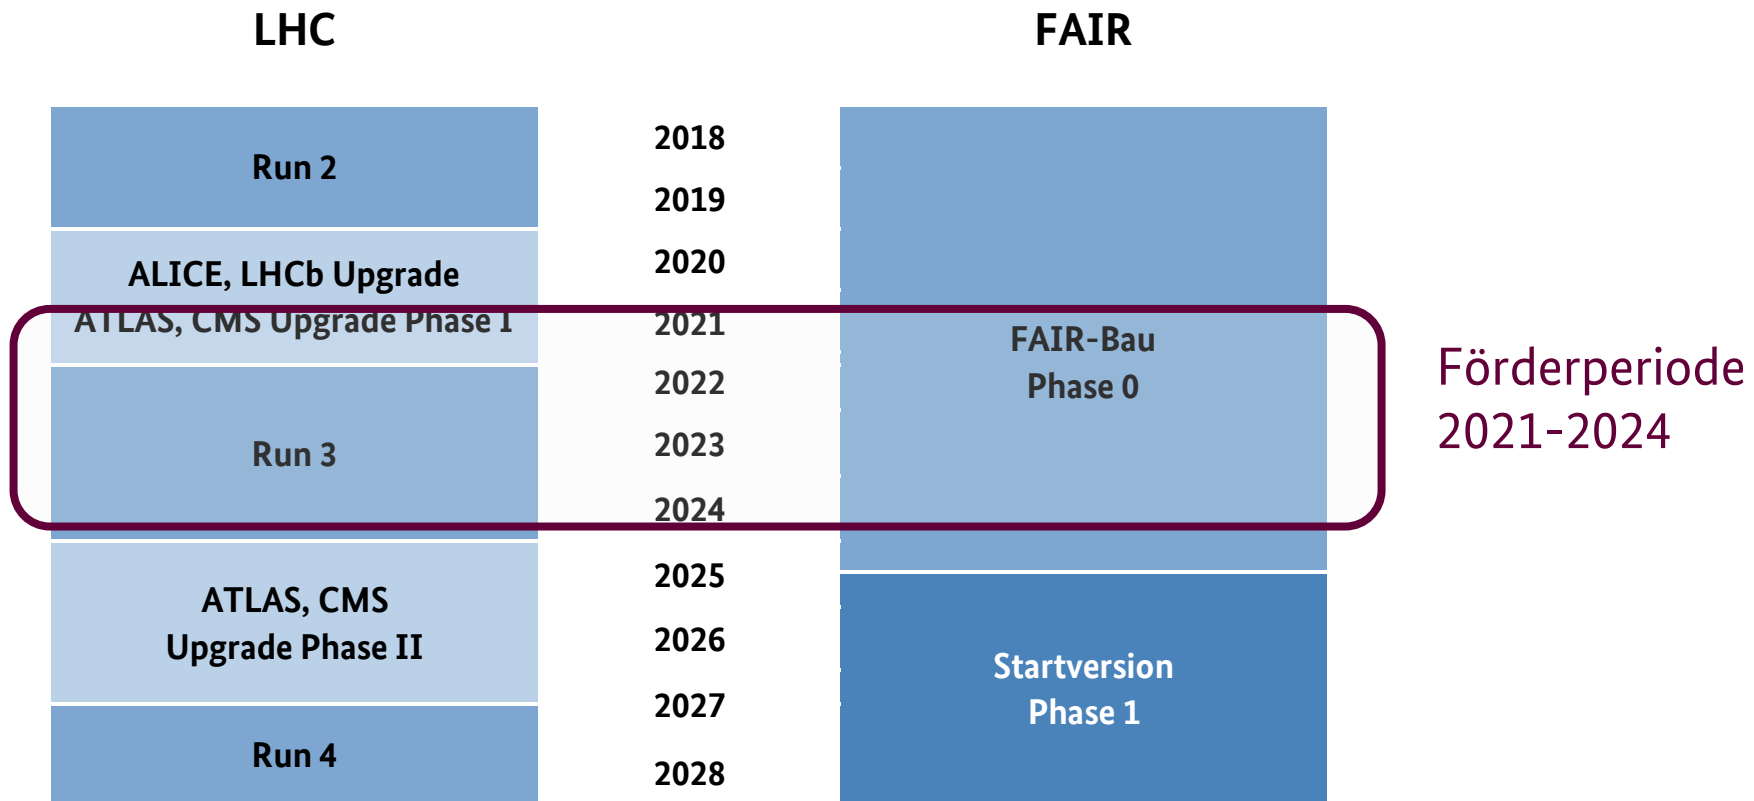 LHC
FAIR
Run 2
ALICE, LHCb Upgrade
ATLAS, CMS Upgrade Phase I
Run 3
ATLAS, CMS
Upgrade Phase II
Run 4
2018
2019
2020
2021
2022
2023
2024
2025
2026
2027
2028
FAIR-Bau
Phase 0
Startversion
Phase 1
Förderperiode
2021-2024